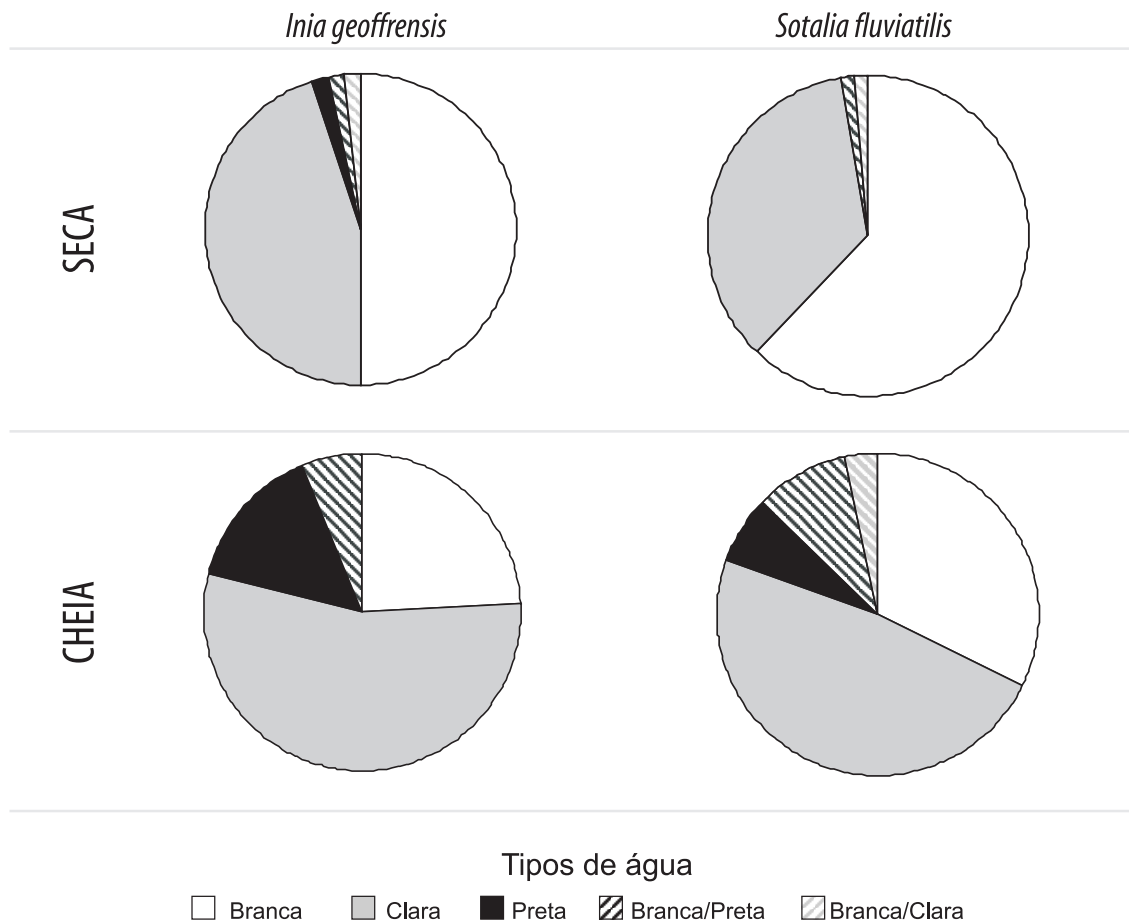 Inia geoffrensis Sotalia fluviatilis
SECA
CHEIA
Tipos de água
Branca Clara Preta Branca/Preta Branca/Clara